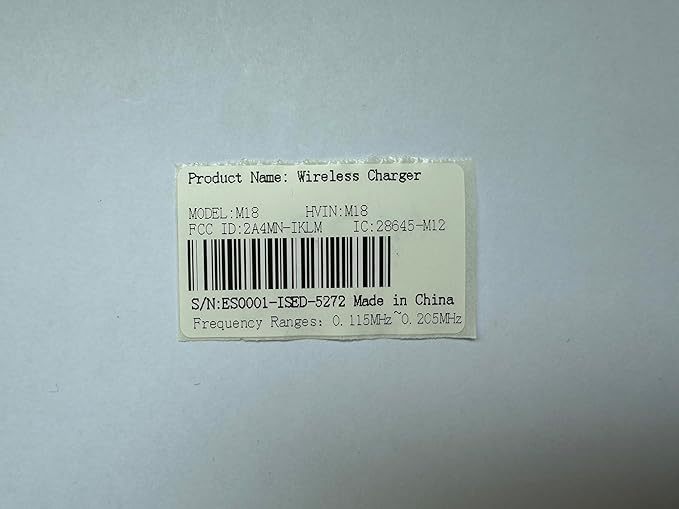 Product Name: Wireless Charger
MODEL:M18 HVIN:M18
FCC ID:2A4MN-IKLM IC:28645-M12
S/N:ES0001-ISED-5272 Made in China
Frequency Ranges: 0.115MHz~0.205MHz